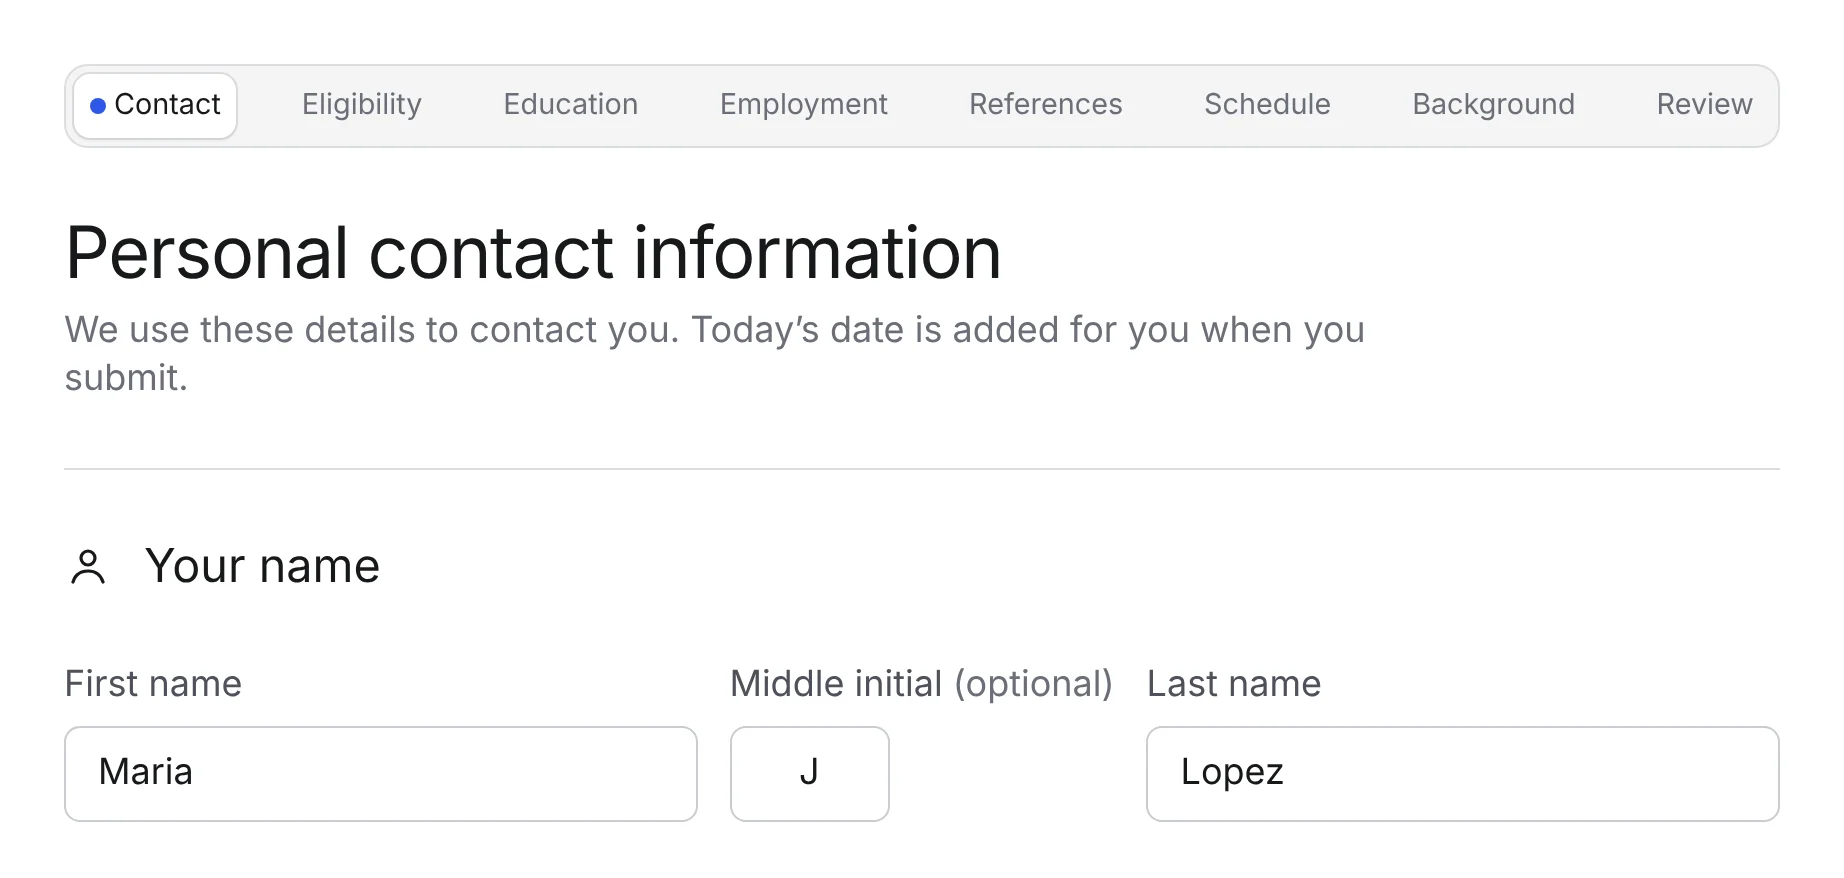 Contact Eligibility Education Employment References Schedule Background Review
Personal contact information
We use these details to contact you. Today’s date is added for you when you
submit.
Your name
First name Middle initial (optional) Last name
Maria J Lopez